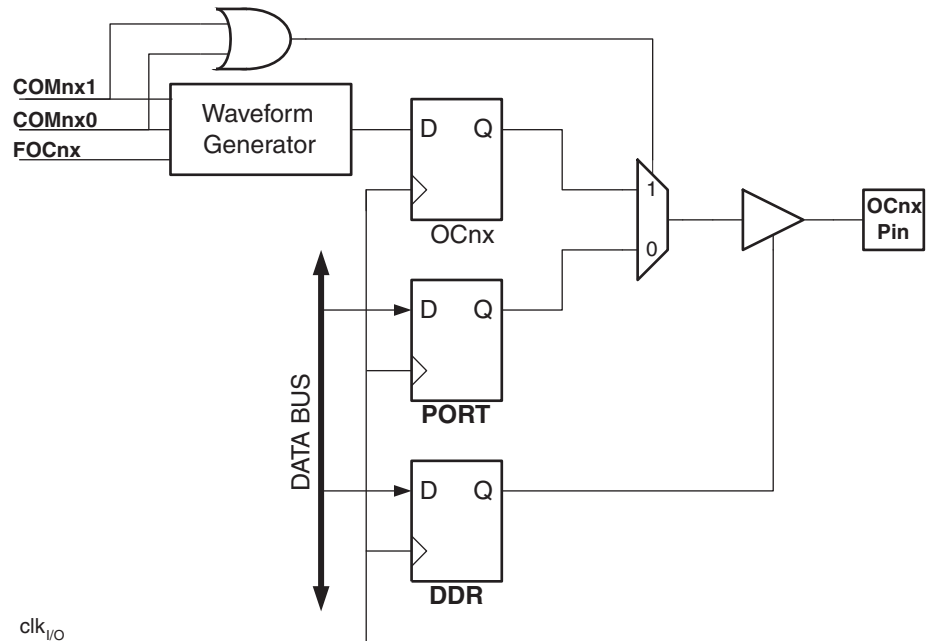 COMnx1
COMnx0
FOCnx
Waveform
Generator
D Q
OCnx
1
0
OCnx
Pin
D Q
PORT
DATA BUS
D Q
DDR
clkI/O